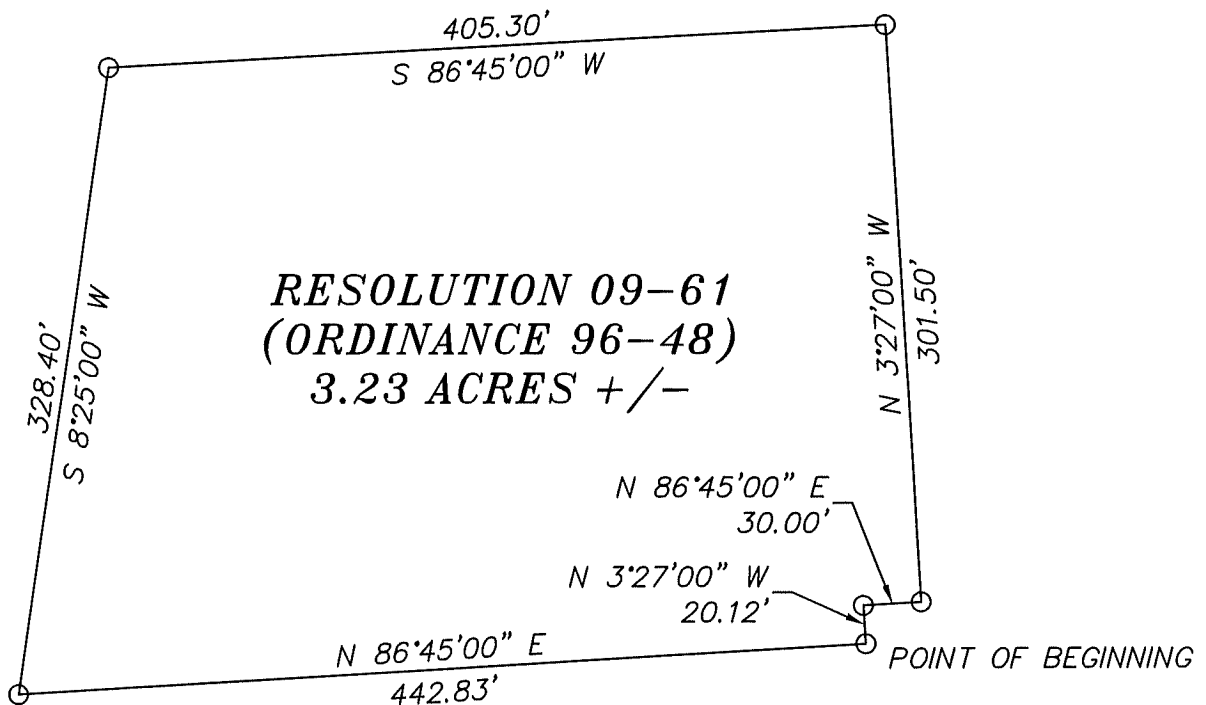 405.30'
S 86°45'00" W
328.40'
S 8°25'00" W
N 3°27'00" W
301.50'
RESOLUTION 09-61
(ORDINANCE 96-48)
3.23 ACRES +/-
N 86°45'00" E
30.00'
N 3°27'00" W
20.12'
N 86°45'00" E
442.83'
POINT OF BEGINNING